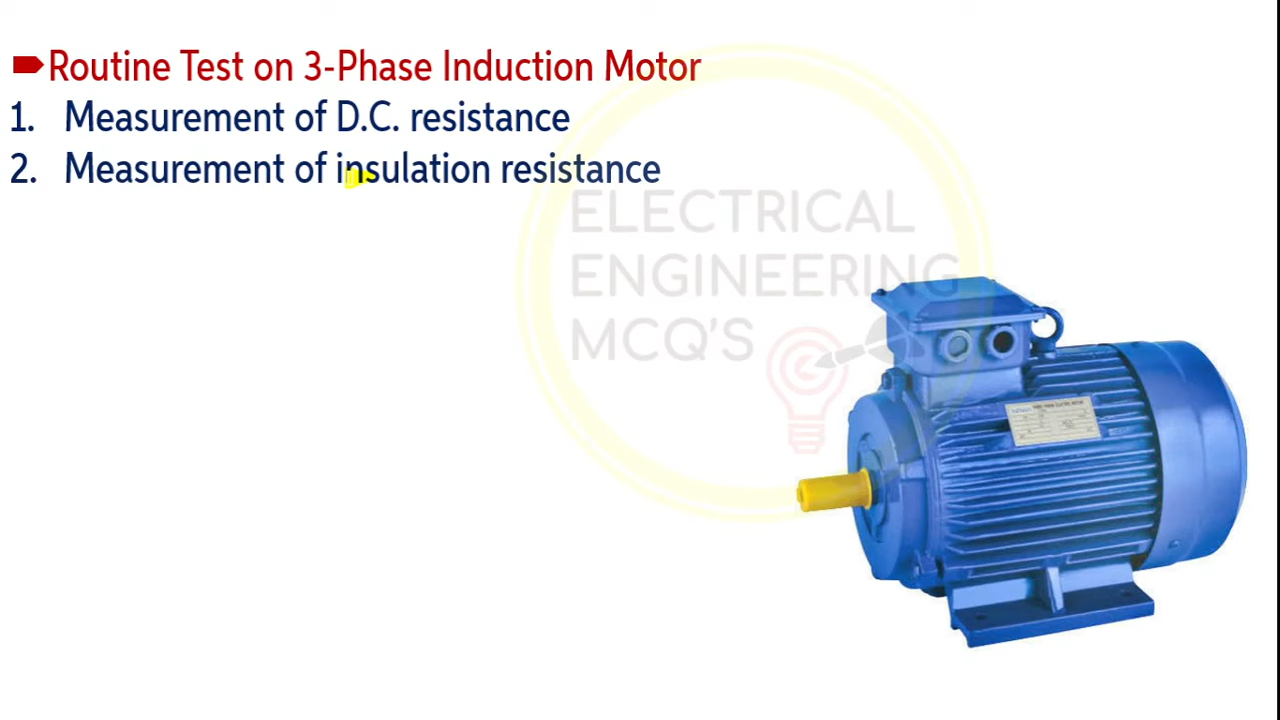 Routine Test on 3-Phase Induction Motor
1. Measurement of D.C. resistance
2. Measurement of insulation resistance
ELECTRICAL
ENGINEERING
MCQ'S